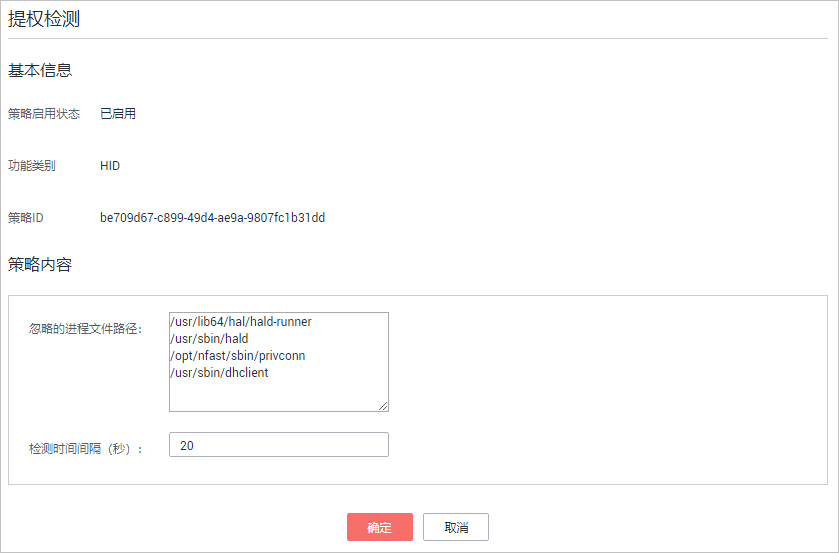 提权检测
基本信息
策略启用状态 已启用
功能类别 HID
策略ID be709d67-c899-49d4-ae9a-9807fc1b31dd
策略内容
忽略的进程文件路径： /usr/lib64/hal/hald-runner
/usr/sbin/hald
/opt/nfast/sbin/privconn
/usr/sbin/dhclient
检测时间间隔（秒）： 20
确定 取消